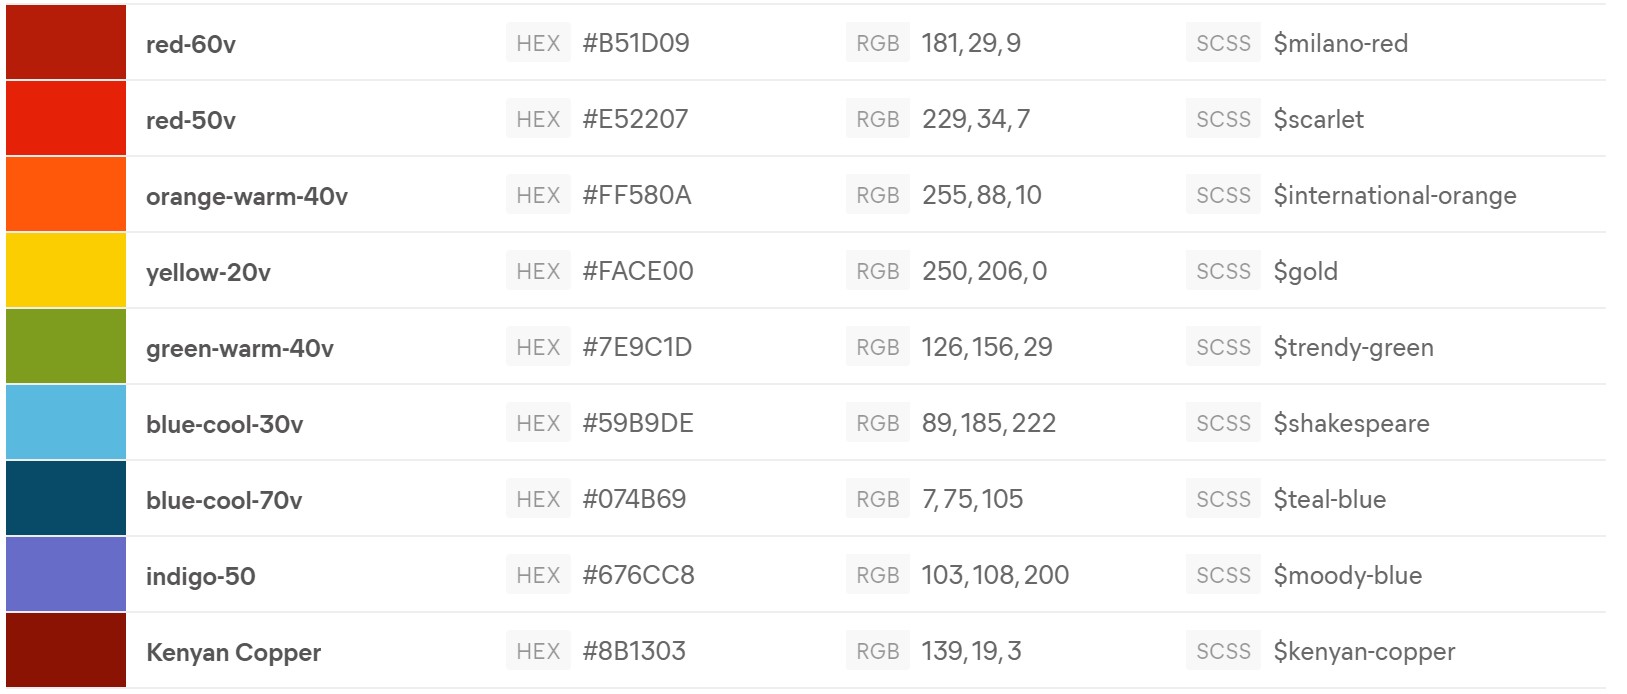 red-60v HEX #B51D09 RGB 181, 29, 9 SCSS $milano-red
red-50v HEX #E52207 RGB 229, 34, 7 SCSS $scarlet
orange-warm-40v HEX #FF580A RGB 255, 88, 10 SCSS $international-orange
yellow-20v HEX #FACE00 RGB 250, 206, 0 SCSS $gold
green-warm-40v HEX #7E9C1D RGB 126, 156, 29 SCSS $trendy-green
blue-cool-30v HEX #59B9DE RGB 89, 185, 222 SCSS $shakespeare
blue-cool-70v HEX #074B69 RGB 7, 75, 105 SCSS $teal-blue
indigo-50 HEX #676CC8 RGB 103, 108, 200 SCSS $moody-blue
Kenyan Copper HEX #8B1303 RGB 139, 19, 3 SCSS $kenyan-copper